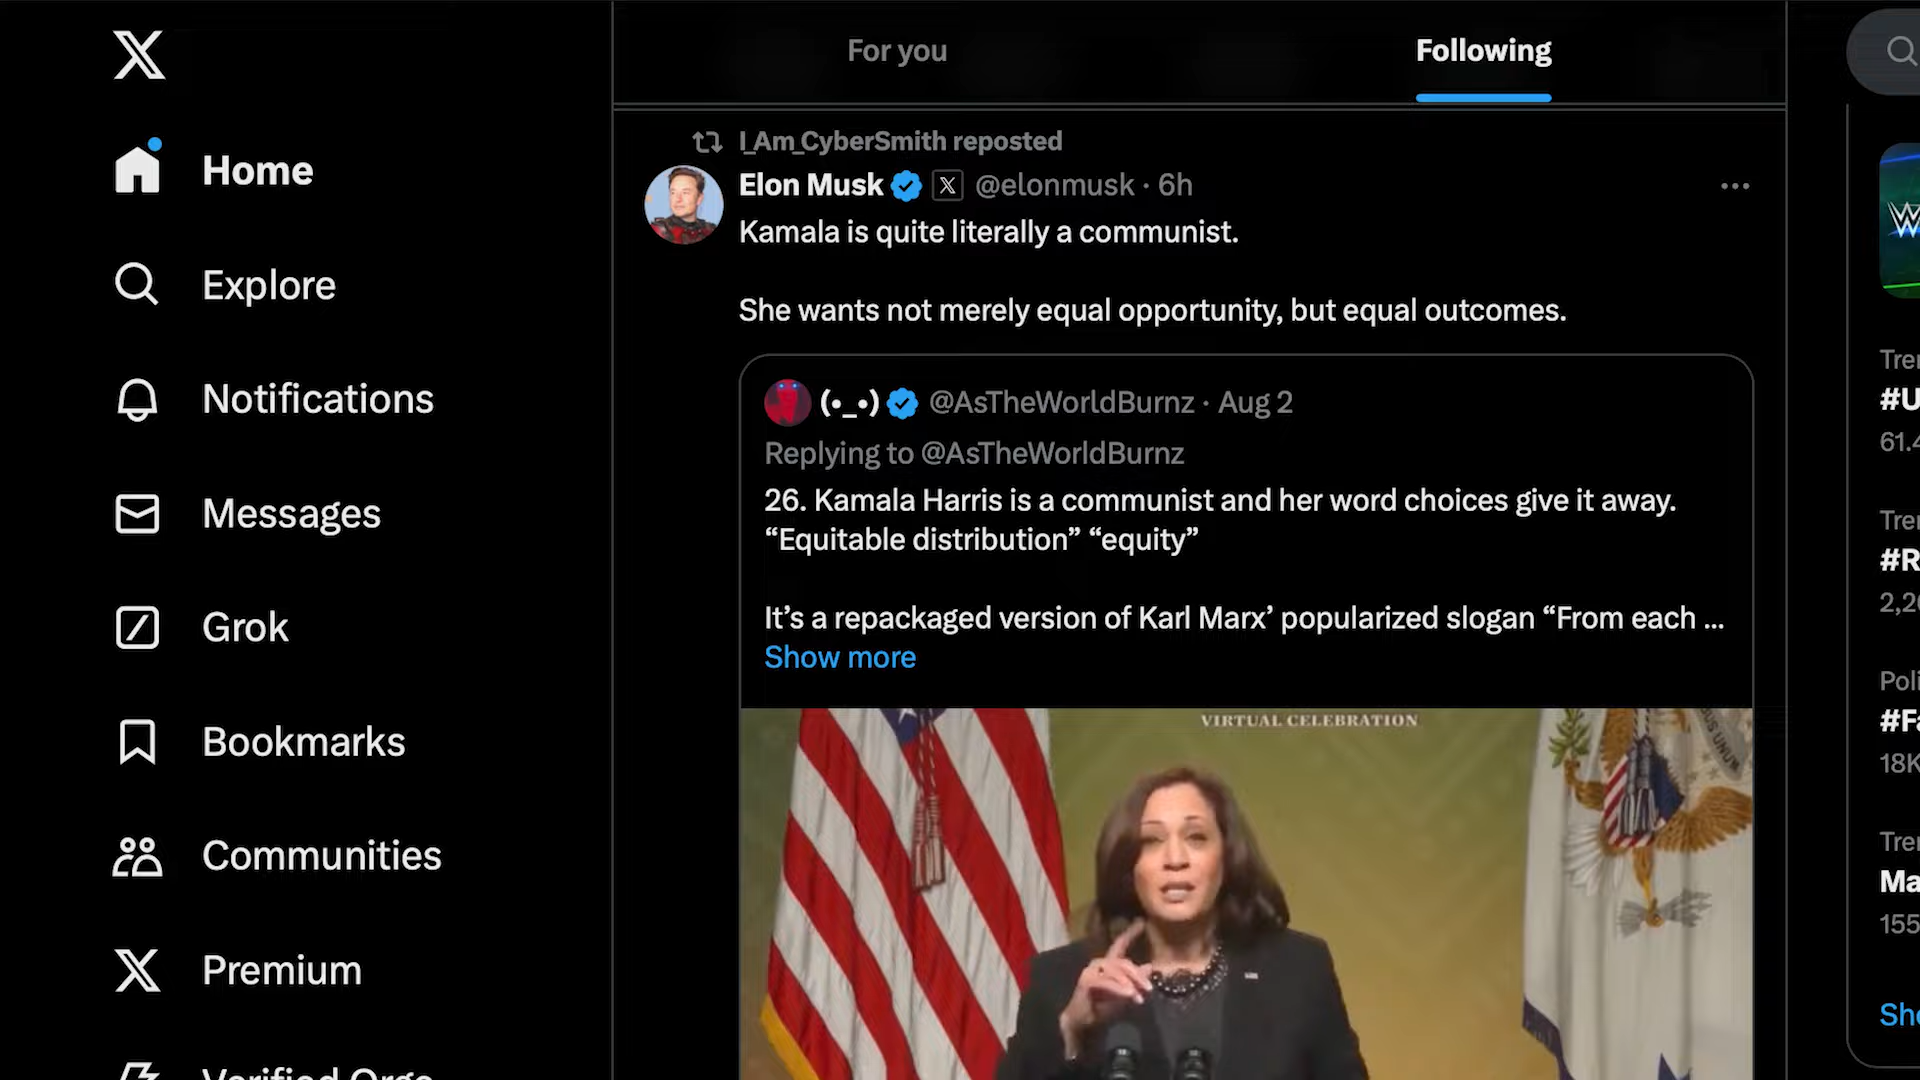 For you
Following
Home
Explore
Notifications
Messages
Grok
Bookmarks
Communities
Premium
I_Am_CyberSmith reposted
Elon Musk @elonmusk · 6h
Kamala is quite literally a communist.
She wants not merely equal opportunity, but equal outcomes.
(•_•) @AsTheWorldBurnz · Aug 2
Replying to @AsTheWorldBurnz
26. Kamala Harris is a communist and her word choices give it away.
“Equitable distribution” “equity”
It’s a repackaged version of Karl Marx’ popularized slogan “From each ...
Show more
VIRTUAL CELEBRATION